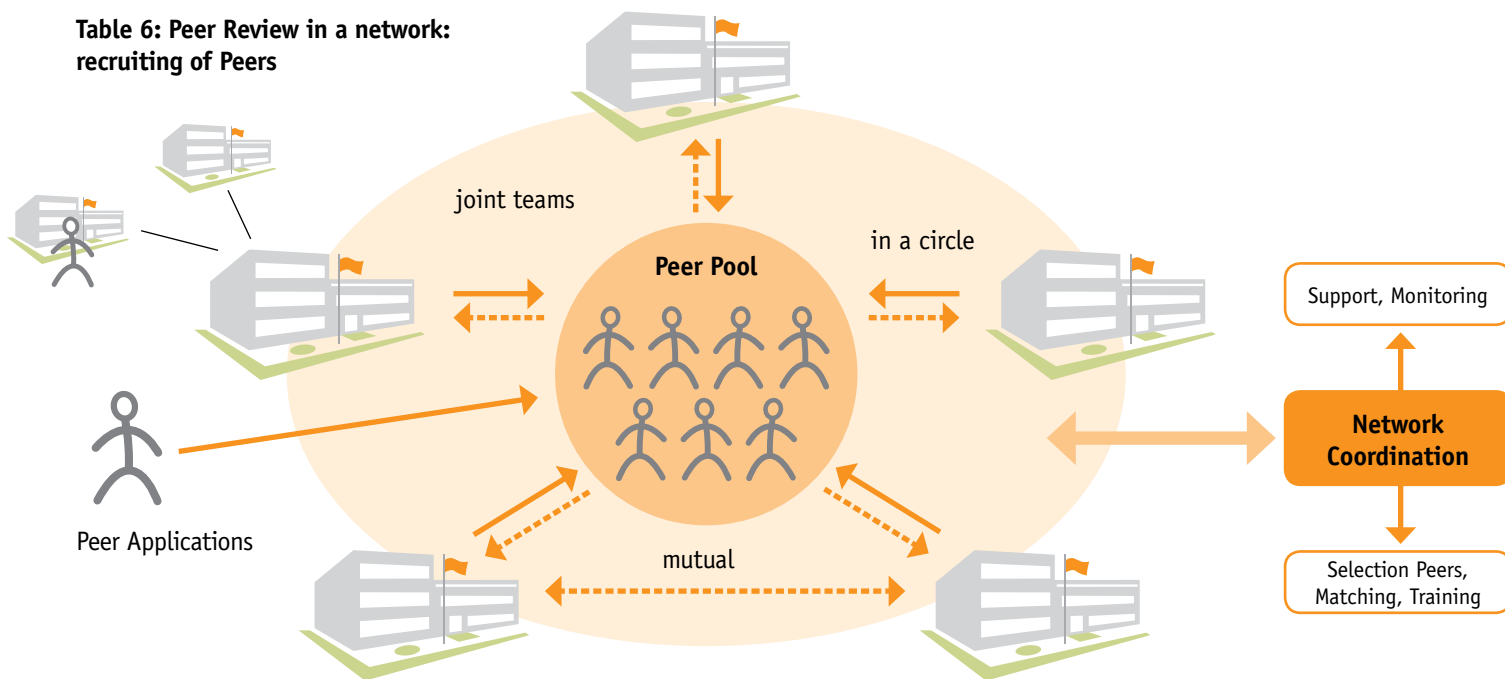 Table 6: Peer Review in a network:
recruiting of Peers
joint teams
in a circle
Peer Pool
Support, Monitoring
Network
Coordination
Peer Applications
mutual
Selection Peers,
Matching, Training